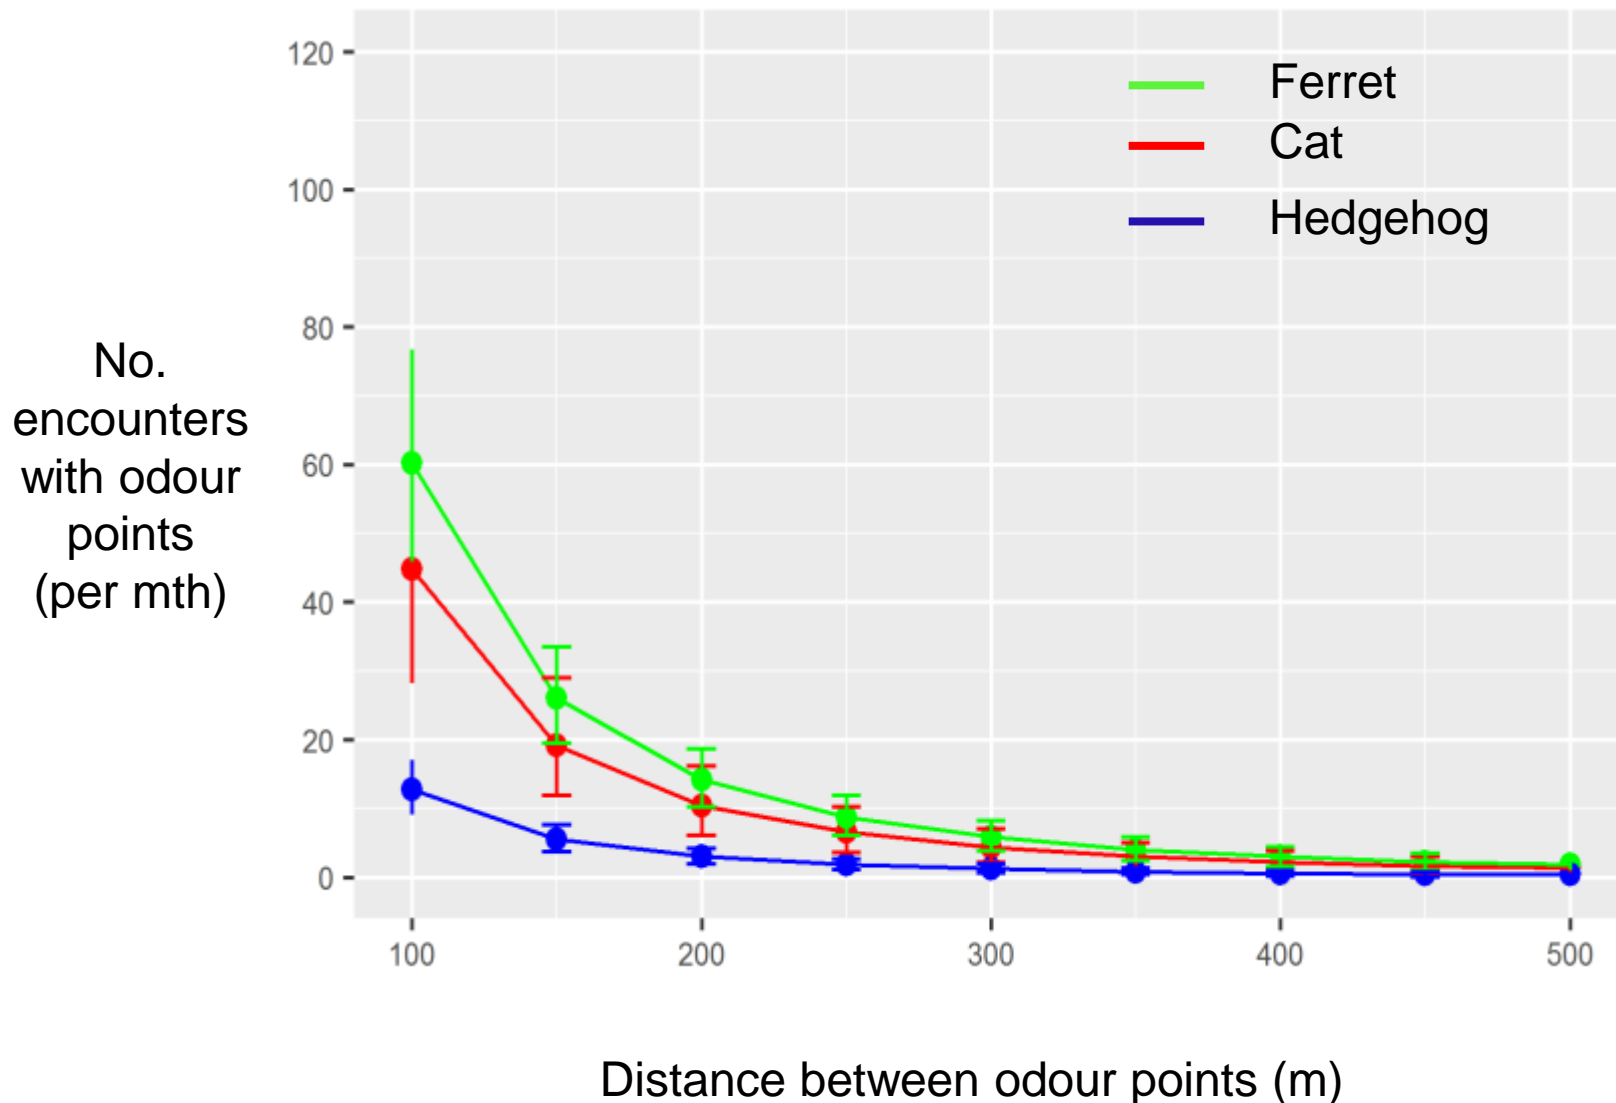 120
100
80
60
40
20
0
No.
encounters
with odour
points
(per mth)
Ferret
Cat
Hedgehog
100 200 300 400 500
Distance between odour points (m)